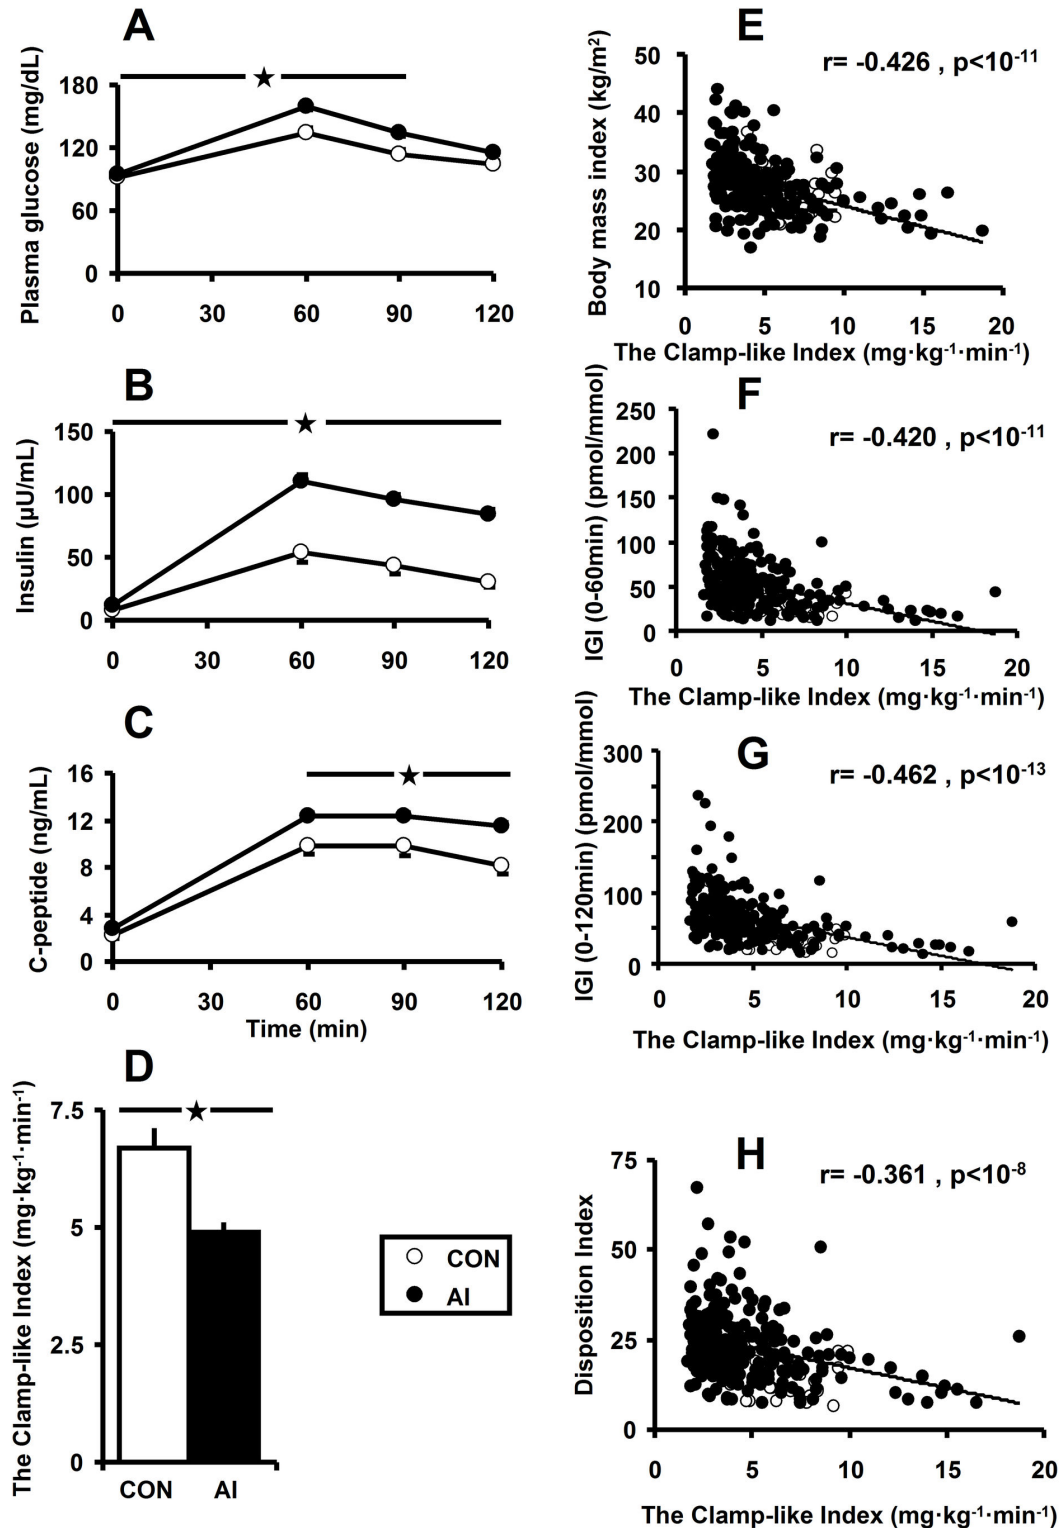 A
Plasma glucose (mg/dL)
180
120
60
0
0 30 60 90 120
B
Insulin (µU/mL)
150
100
50
0
0 30 60 90 120
C
C-peptide (ng/mL)
16
12
8
4
0
0 30 60 90 120
Time (min)
D
The Clamp-like Index (mg·kg⁻¹·min⁻¹)
7.5
5
2.5
0
CON AI
CON
AI
E
r= -0.426 , p<10⁻¹¹
Body mass index (kg/m²)
50
40
30
20
10
0 5 10 15 20
The Clamp-like Index (mg·kg⁻¹·min⁻¹)
F
r= -0.420 , p<10⁻¹¹
IGI (0-60min) (pmol/mmol)
250
200
150
100
50
0
0 5 10 15 20
The Clamp-like Index (mg·kg⁻¹·min⁻¹)
G
r= -0.462 , p<10⁻¹³
IGI (0-120min) (pmol/mmol)
300
200
100
0
0 5 10 15 20
The Clamp-like Index (mg·kg⁻¹·min⁻¹)
H
r= -0.361 , p<10⁻⁸
Disposition Index
75
50
25
0
0 5 10 15 20
The Clamp-like Index (mg·kg⁻¹·min⁻¹)